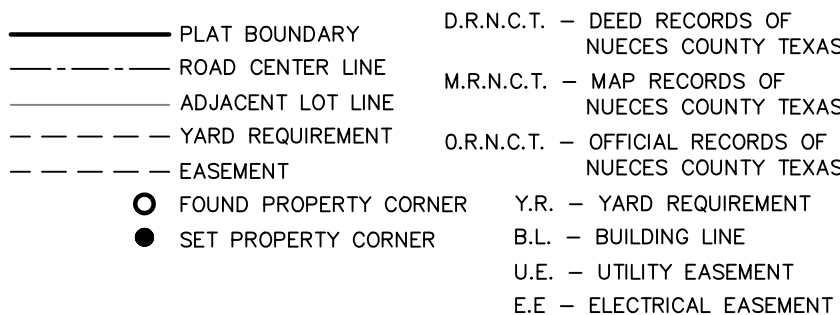 PLAT BOUNDARY
ROAD CENTER LINE
ADJACENT LOT LINE
YARD REQUIREMENT
EASEMENT
FOUND PROPERTY CORNER
SET PROPERTY CORNER
D.R.N.C.T. – DEED RECORDS OF
NUECES COUNTY TEXAS
M.R.N.C.T. – MAP RECORDS OF
NUECES COUNTY TEXAS
O.R.N.C.T. – OFFICIAL RECORDS OF
NUECES COUNTY TEXAS
Y.R. – YARD REQUIREMENT
B.L. – BUILDING LINE
U.E. – UTILITY EASEMENT
E.E – ELECTRICAL EASEMENT